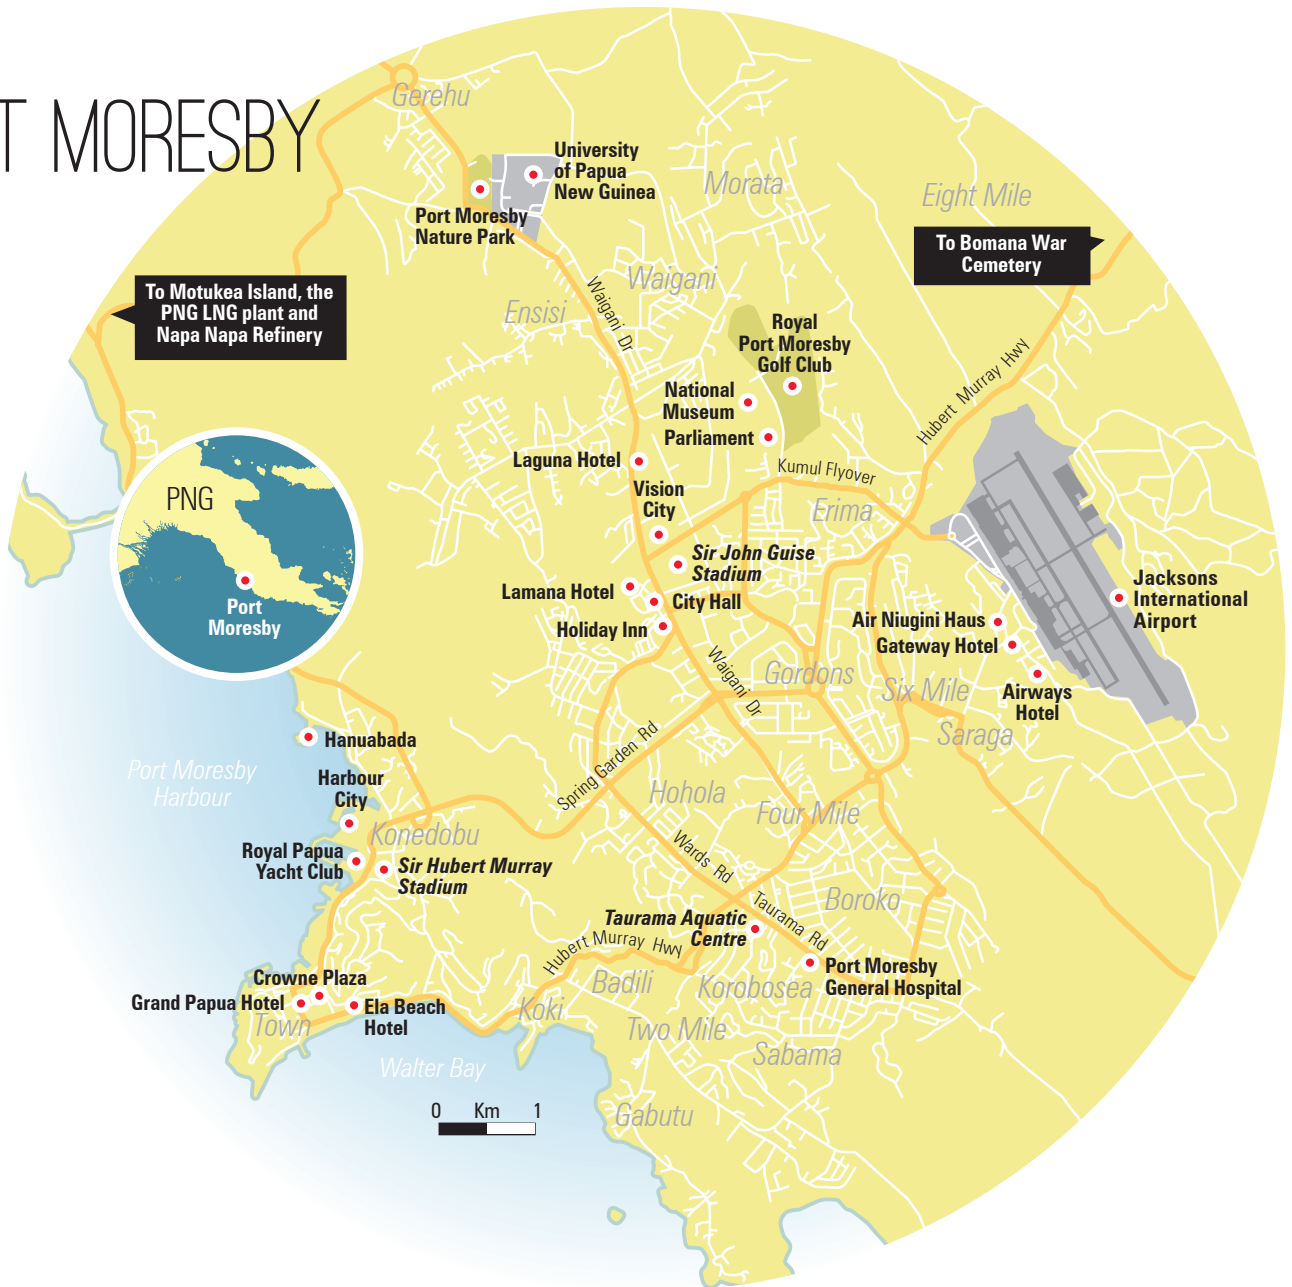 T MORESBY
Gerehu
University
of Papua
New Guinea
Morata
Eight Mile
Port Moresby
Nature Park
To Bomana War
Cemetery
Waigani
To Motukea Island, the
PNG LNG plant and
Napa Napa Refinery
Ensisi
Waigani Dr
Royal
Port Moresby
Golf Club
Hubert Murray Hwy
National
Museum
Parliament
Laguna Hotel
Kumul Flyover
PNG
Vision
City
Erima
Sir John Guise
Stadium
Port
Moresby
Lamana Hotel
City Hall
Jacksons
International
Airport
Holiday Inn
Air Niugini Haus
Gateway Hotel
Waigani Dr
Gordons
Six Mile
Airways
Hotel
Saraga
Hanuabada
Spring Garden Rd
Port Moresby
Harbour
Harbour
City
Hohola
Four Mile
Konedobu
Royal Papua
Yacht Club
Sir Hubert Murray
Stadium
Wards Rd
Boroko
Taurama Aquatic
Centre
Taurama Rd
Hubert Murray Hwy
Port Moresby
General Hospital
Crowne Plaza
Grand Papua Hotel
Ela Beach
Hotel
Town
Koki
Badili
Korobosea
Two Mile
Sabama
Walter Bay
0 Km 1
Gabutu